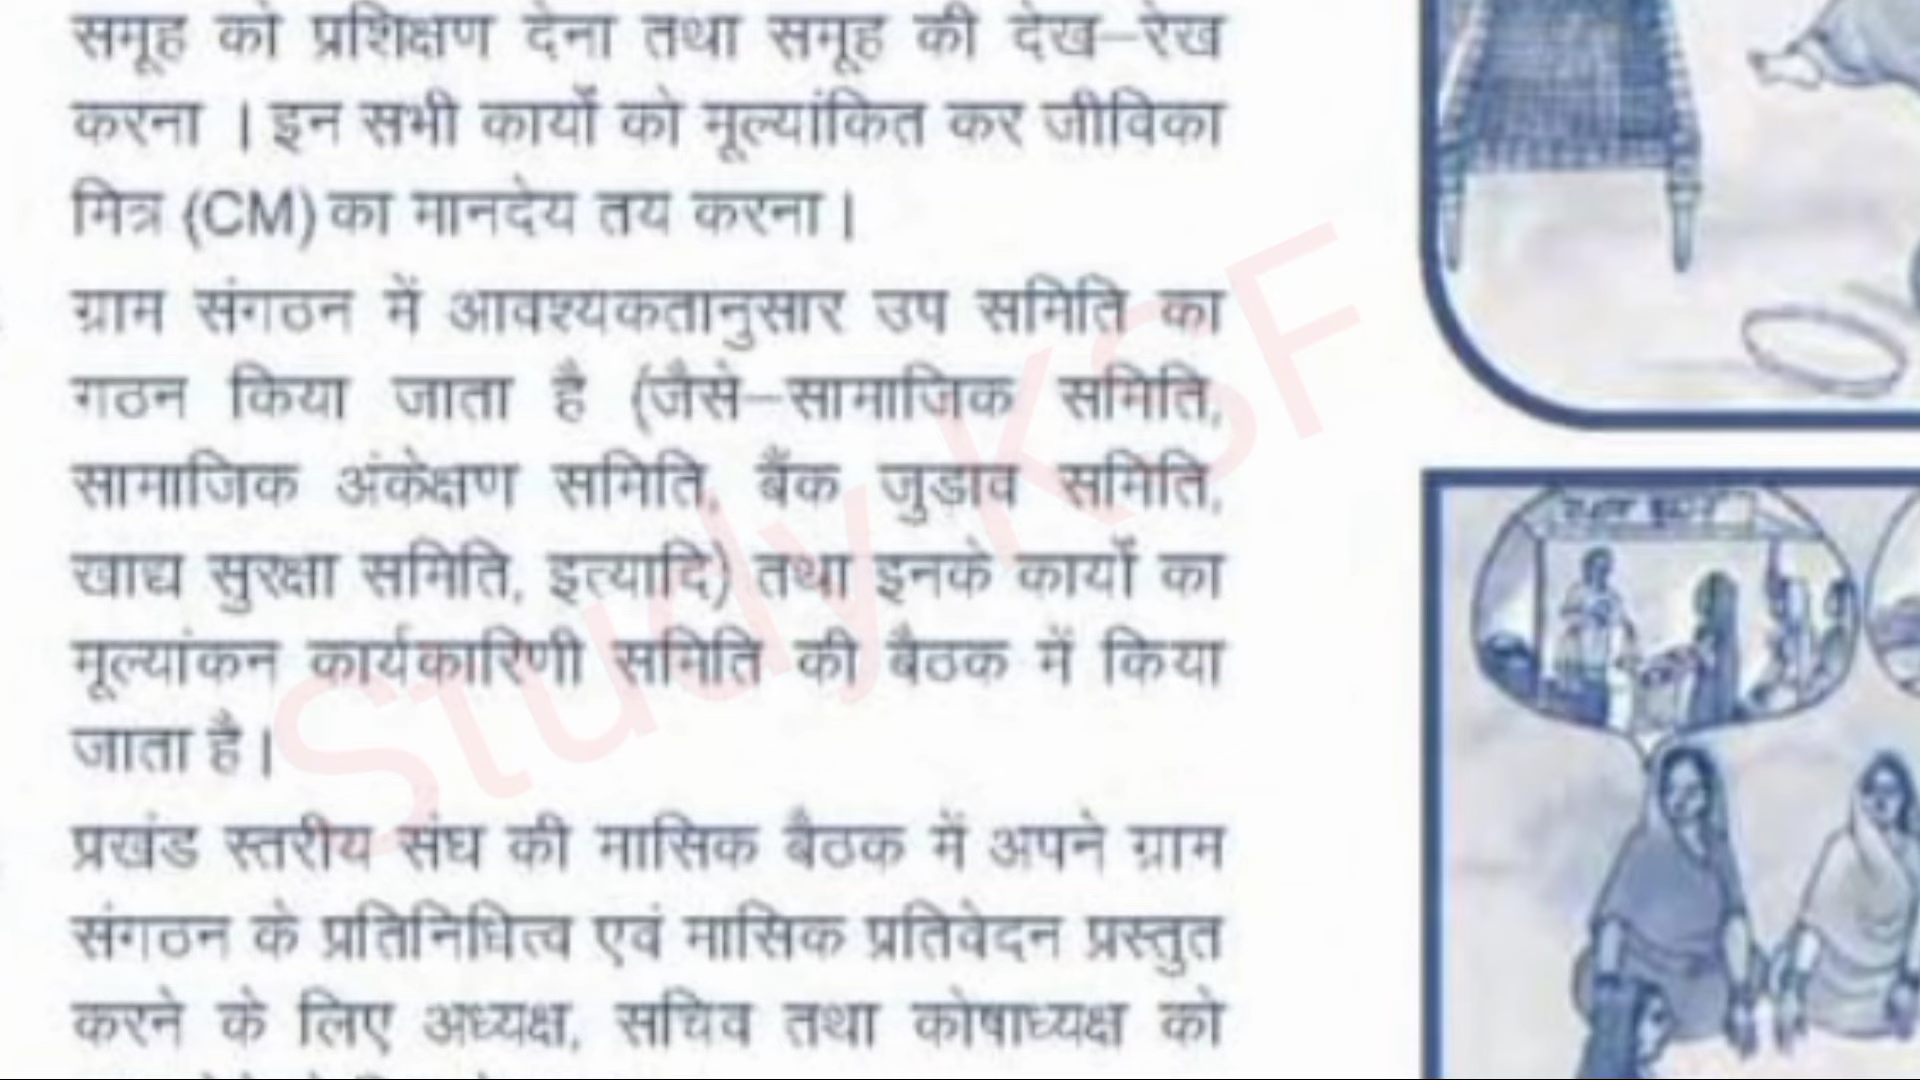 समूह को प्रशिक्षण देना तथा समूह की देख–रेख
करना । इन सभी कार्यों को मूल्यांकित कर जीविका
मित्र (CM) का मानदेय तय करना ।
ग्राम संगठन में आवश्यकतानुसार उप समिति का
गठन किया जाता है (जैसे–सामाजिक समिति,
सामाजिक अंकेक्षण समिति, बैंक जुड़ाव समिति,
खाद्य सुरक्षा समिति, इत्यादि) तथा इनके कार्यों का
मूल्यांकन कार्यकारिणी समिति की बैठक में किया
जाता है ।
प्रखंड स्तरीय संघ की मासिक बैठक में अपने ग्राम
संगठन के प्रतिनिधित्व एवं मासिक प्रतिवेदन प्रस्तुत
करने के लिए अध्यक्ष, सचिव तथा कोषाध्यक्ष को
Study KSF